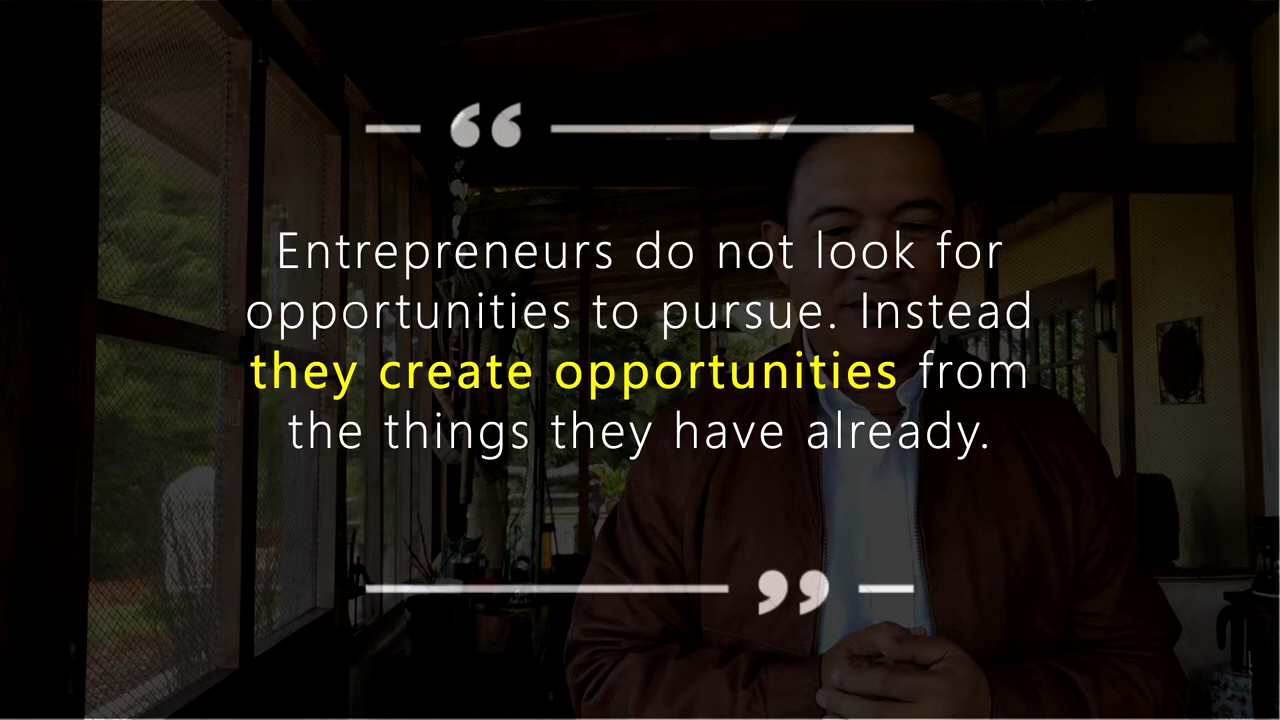 “
Entrepreneurs do not look for
opportunities to pursue. Instead
they create opportunities from
the things they have already.
”